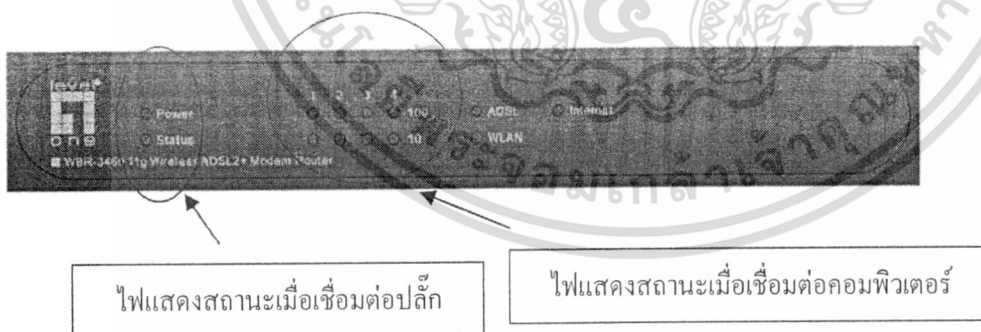 level
one
1 2 3 4
Power 100 ADSL Internet
Status 10 WLAN
WBR-3460 11g Wireless ADSL2+ Modem Router
ไฟแสดงสถานะเมื่อเชื่อมต่อปลั๊ก
ไฟแสดงสถานะเมื่อเชื่อมต่อคอมพิวเตอร์